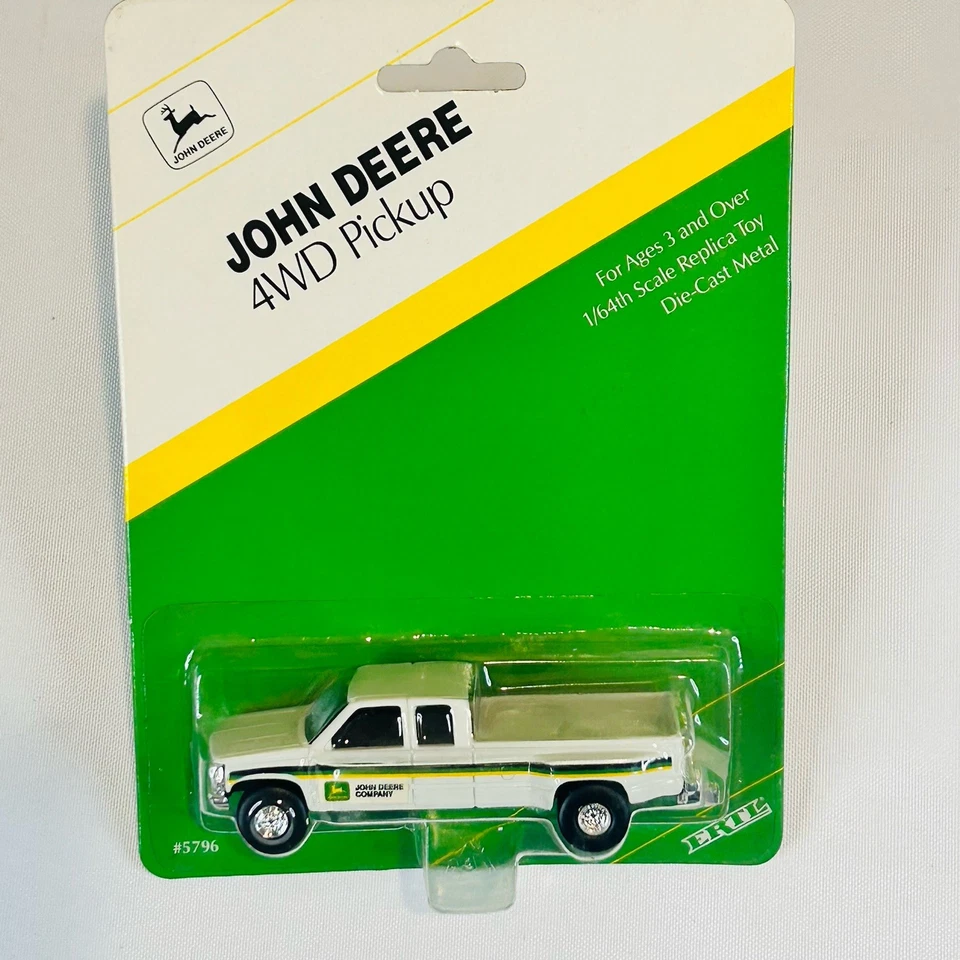 JOHN DEERE
JOHN DEERE
4WD Pickup
For Ages 3 and Over
1/64th Scale Replica Toy
Die-Cast Metal
JOHN DEERE
COMPANY
#5796
ERTL®